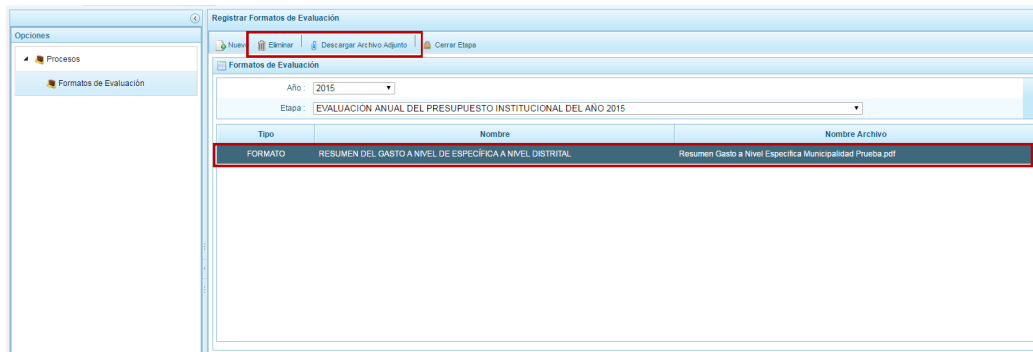 Registrar Formatos de Evaluación
Opciones
Procesos
Formatos de Evaluación
Nuevo Eliminar Descargar Archivo Adjunto Cerrar Etapa
Formatos de Evaluación
Año : 2015
Etapa : EVALUACIÓN ANUAL DEL PRESUPUESTO INSTITUCIONAL DEL AÑO 2015
Tipo Nombre Nombre Archivo
FORMATO RESUMEN DEL GASTO A NIVEL DE ESPECÍFICA A NIVEL DISTRITAL Resumen Gasto a Nivel Especifica Municipalidad Prueba.pdf